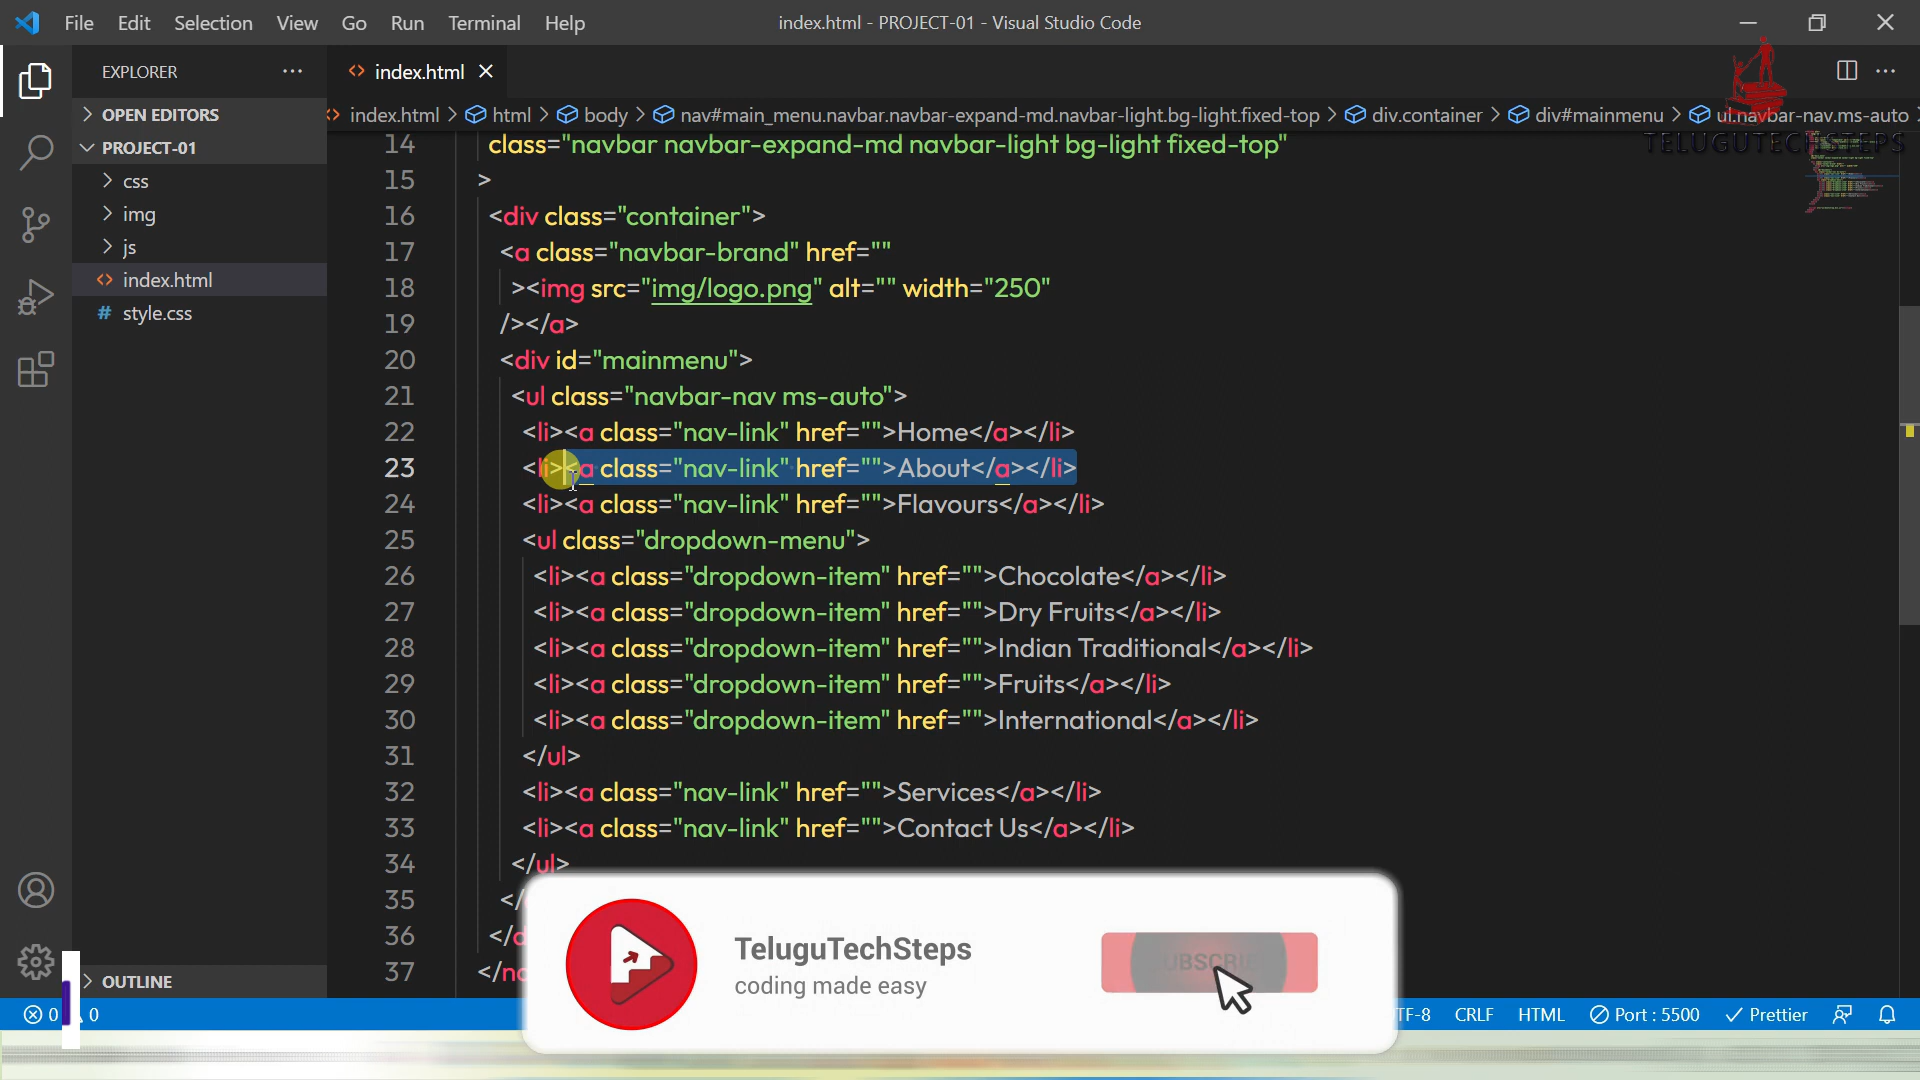 File Edit Selection View Go Run Terminal Help
index.html - PROJECT-01 - Visual Studio Code
EXPLORER
index.html
OPEN EDITORS
PROJECT-01
css
img
js
index.html
style.css
OUTLINE
index.html > html > body > nav#main_menu.navbar.navbar-expand-md.navbar-light.bg-light.fixed-top > div.container > div#mainmenu > ul.navbar-nav.ms-auto
TELUGUTECHSTEPS
14 class="navbar navbar-expand-md navbar-light bg-light fixed-top"
15 >
16 <div class="container">
17 <a class="navbar-brand" href=""
18 ><img src="img/logo.png" alt="" width="250"
19 /></a>
20 <div id="mainmenu">
21 <ul class="navbar-nav ms-auto">
22 <li><a class="nav-link" href="">Home</a></li>
23 <li><a class="nav-link" href="">About</a></li>
24 <li><a class="nav-link" href="">Flavours</a></li>
25 <ul class="dropdown-menu">
26 <li><a class="dropdown-item" href="">Chocolate</a></li>
27 <li><a class="dropdown-item" href="">Dry Fruits</a></li>
28 <li><a class="dropdown-item" href="">Indian Traditional</a></li>
29 <li><a class="dropdown-item" href="">Fruits</a></li>
30 <li><a class="dropdown-item" href="">International</a></li>
31 </ul>
32 <li><a class="nav-link" href="">Services</a></li>
33 <li><a class="nav-link" href="">Contact Us</a></li>
34 </ul>
35 </
36 </d
37 </na
TeluguTechSteps
coding made easy
0 0
TF-8 CRLF HTML Port : 5500 Prettier